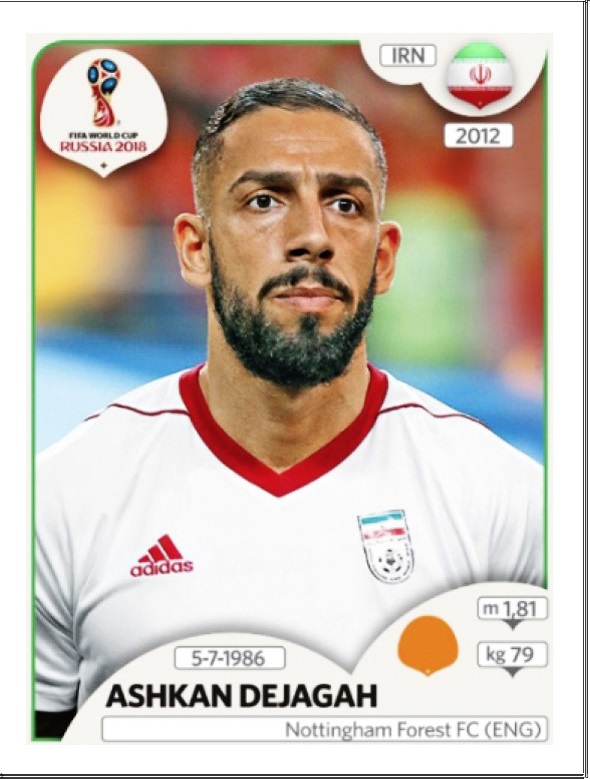 IRN
2012
FIFA WORLD CUP
RUSSIA 2018
adidas
m 1,81
kg 79
5-7-1986
ASHKAN DEJAGAH
Nottingham Forest FC (ENG)